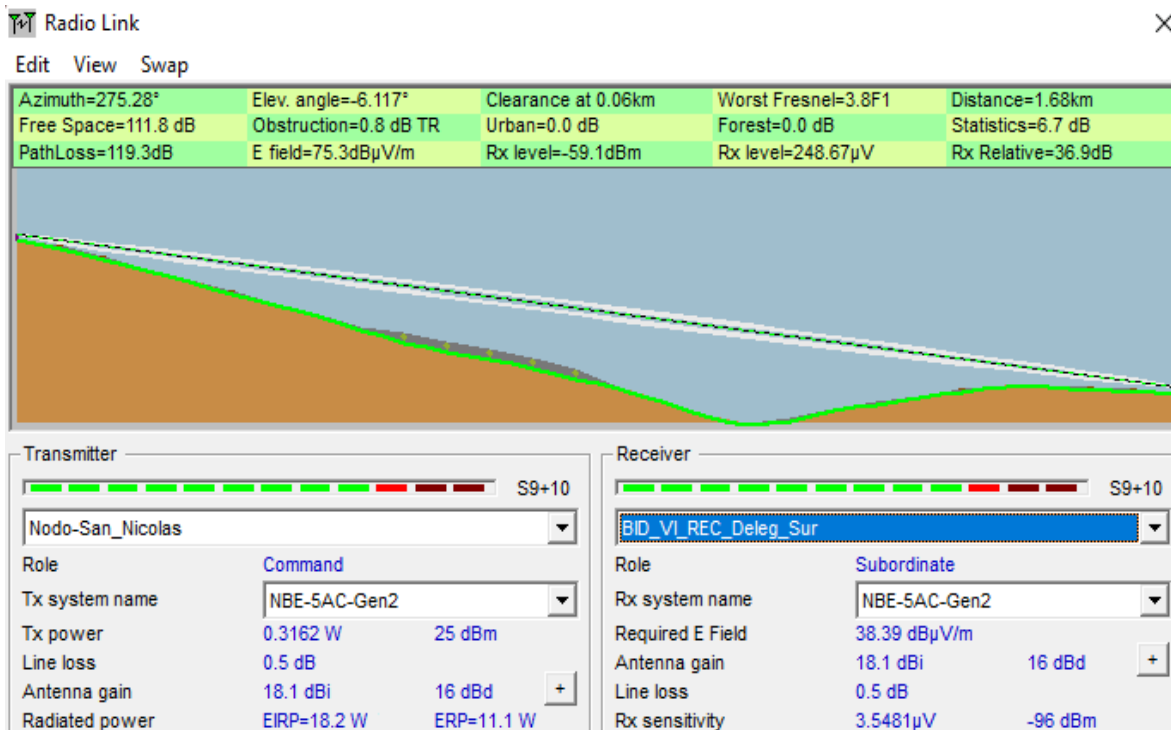 Radio Link
Edit View Swap
Azimuth=275.28° Elev. angle=-6.117° Clearance at 0.06km Worst Fresnel=3.8F1 Distance=1.68km
Free Space=111.8 dB Obstruction=0.8 dB TR Urban=0.0 dB Forest=0.0 dB Statistics=6.7 dB
PathLoss=119.3dB E field=75.3dBμV/m Rx level=-59.1dBm Rx level=248.67μV Rx Relative=36.9dB
Transmitter
S9+10
Nodo-San_Nicolas
Role Command
Tx system name NBE-5AC-Gen2
Tx power 0.3162 W 25 dBm
Line loss 0.5 dB
Antenna gain 18.1 dBi 16 dBd +
Radiated power EIRP=18.2 W ERP=11.1 W
Receiver
S9+10
BID_VI_REC_Deleg_Sur
Role Subordinate
Rx system name NBE-5AC-Gen2
Required E Field 38.39 dBμV/m
Antenna gain 18.1 dBi 16 dBd +
Line loss 0.5 dB
Rx sensitivity 3.5481μV -96 dBm